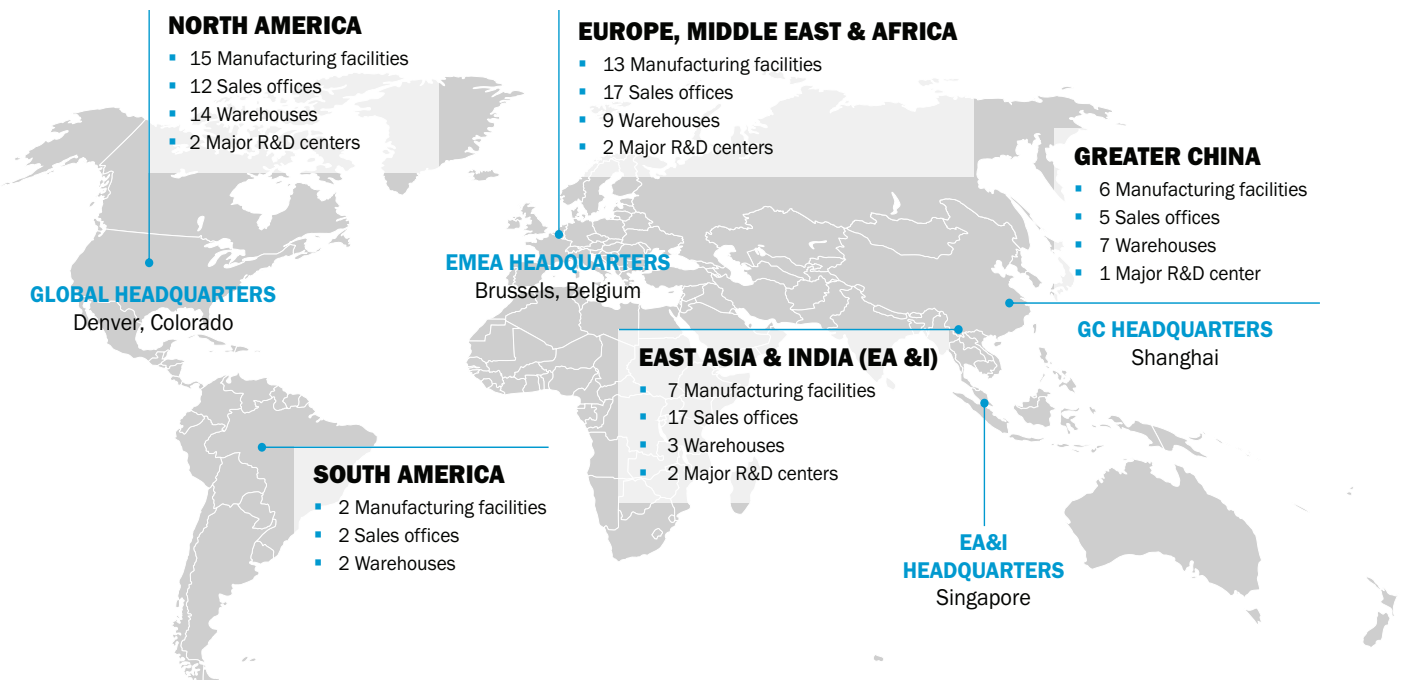 NORTH AMERICA
▪ 15 Manufacturing facilities
▪ 12 Sales offices
▪ 14 Warehouses
▪ 2 Major R&D centers
GLOBAL HEADQUARTERS
Denver, Colorado
EUROPE, MIDDLE EAST & AFRICA
▪ 13 Manufacturing facilities
▪ 17 Sales offices
▪ 9 Warehouses
▪ 2 Major R&D centers
EMEA HEADQUARTERS
Brussels, Belgium
GREATER CHINA
▪ 6 Manufacturing facilities
▪ 5 Sales offices
▪ 7 Warehouses
▪ 1 Major R&D center
GC HEADQUARTERS
Shanghai
EAST ASIA & INDIA (EA &I)
▪ 7 Manufacturing facilities
▪ 17 Sales offices
▪ 3 Warehouses
▪ 2 Major R&D centers
EA&I
HEADQUARTERS
Singapore
SOUTH AMERICA
▪ 2 Manufacturing facilities
▪ 2 Sales offices
▪ 2 Warehouses